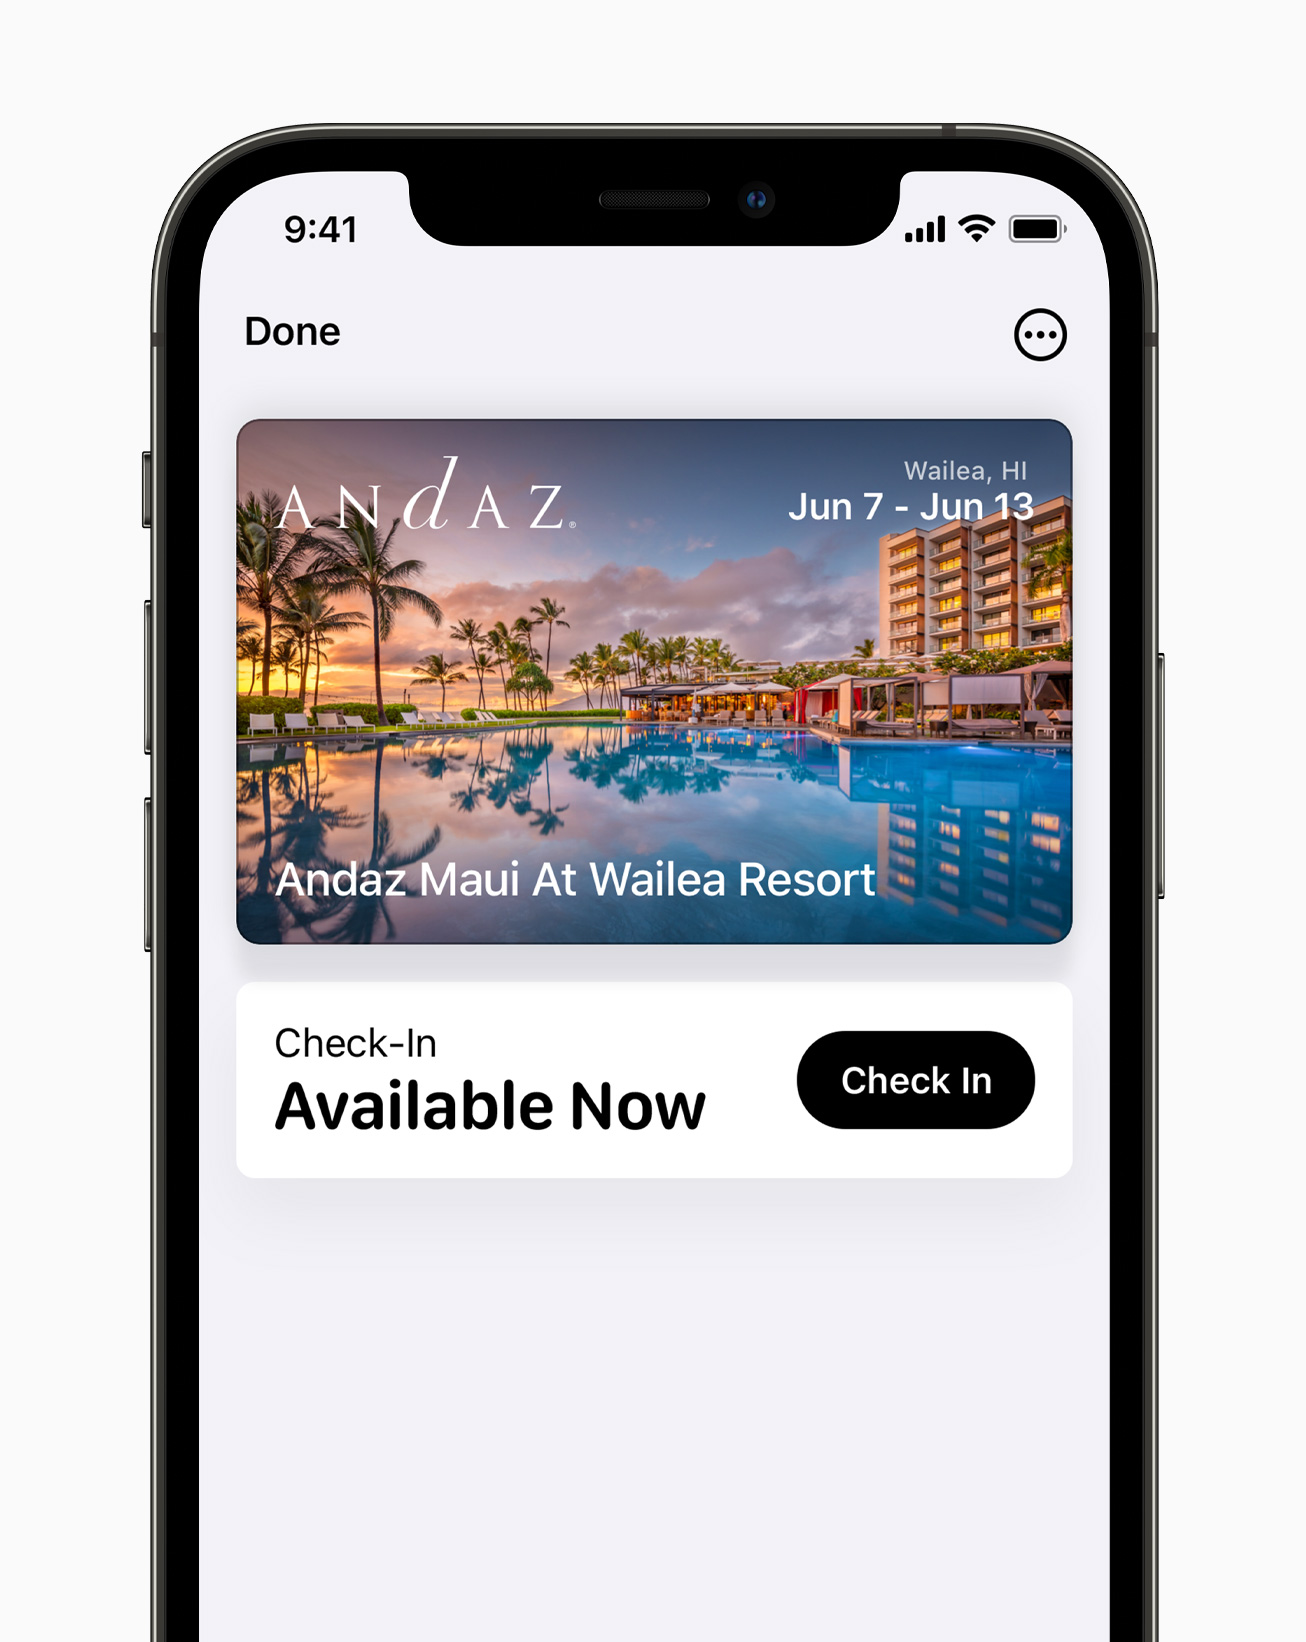 9:41
Done
ANdAZ®
Wailea, HI
Jun 7 - Jun 13
Andaz Maui At Wailea Resort
Check-In
Available Now
Check In